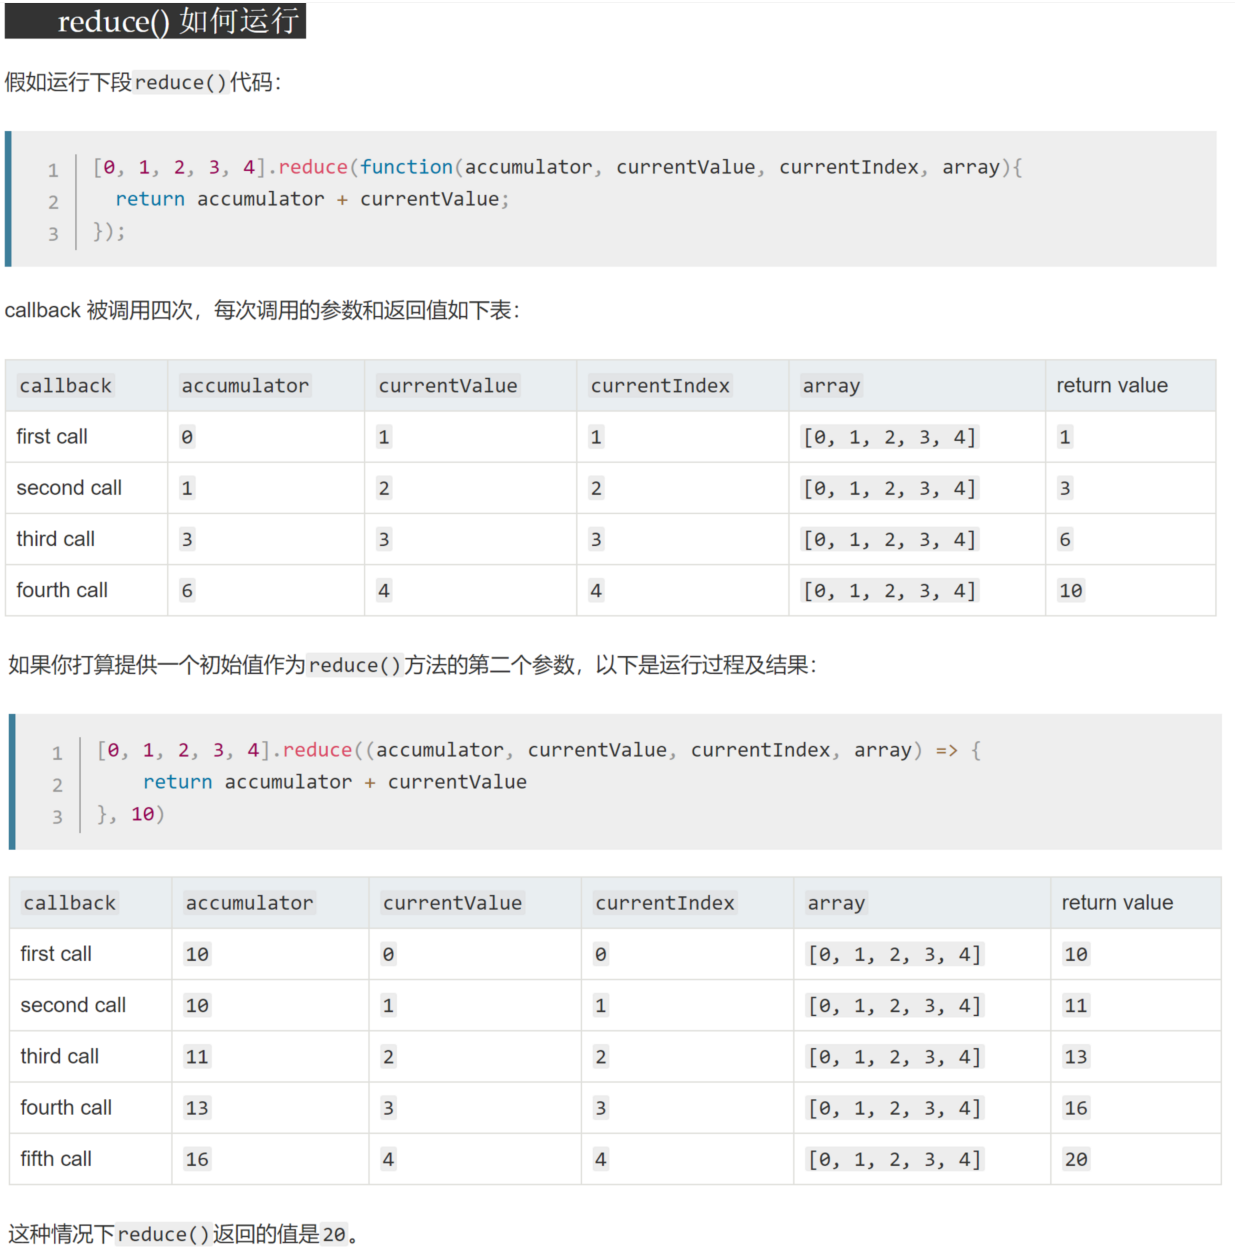 reduce() 如何运行
假如运行下段reduce()代码：
1 [0, 1, 2, 3, 4].reduce(function(accumulator, currentValue, currentIndex, array){
2   return accumulator + currentValue;
3 });
callback 被调用四次，每次调用的参数和返回值如下表：
callback accumulator currentValue currentIndex array return value
first call 0 1 1 [0, 1, 2, 3, 4] 1
second call 1 2 2 [0, 1, 2, 3, 4] 3
third call 3 3 3 [0, 1, 2, 3, 4] 6
fourth call 6 4 4 [0, 1, 2, 3, 4] 10
如果你打算提供一个初始值作为reduce()方法的第二个参数，以下是运行过程及结果：
1 [0, 1, 2, 3, 4].reduce((accumulator, currentValue, currentIndex, array) => {
2     return accumulator + currentValue
3 }, 10)
callback accumulator currentValue currentIndex array return value
first call 10 0 0 [0, 1, 2, 3, 4] 10
second call 10 1 1 [0, 1, 2, 3, 4] 11
third call 11 2 2 [0, 1, 2, 3, 4] 13
fourth call 13 3 3 [0, 1, 2, 3, 4] 16
fifth call 16 4 4 [0, 1, 2, 3, 4] 20
这种情况下reduce()返回的值是20。